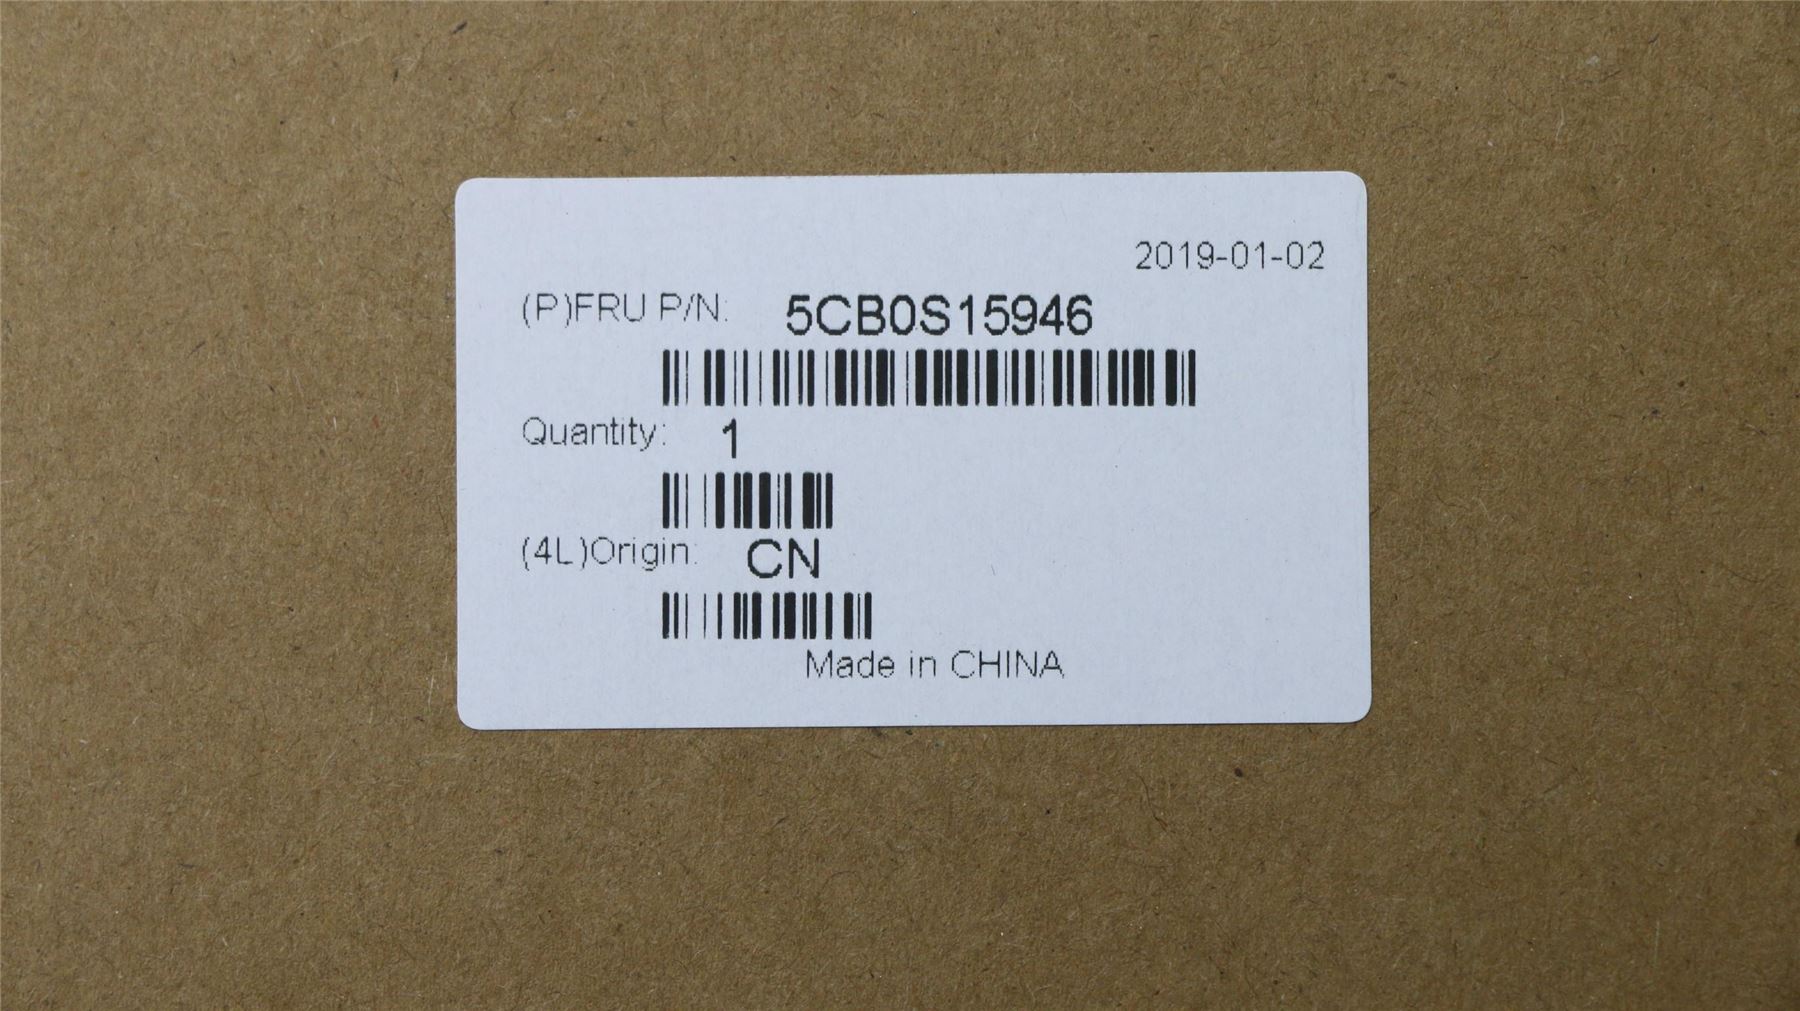 2019-01-02
(P)FRU P/N: 5CB0S15946
Quantity: 1
(4L)Origin: CN
Made in CHINA